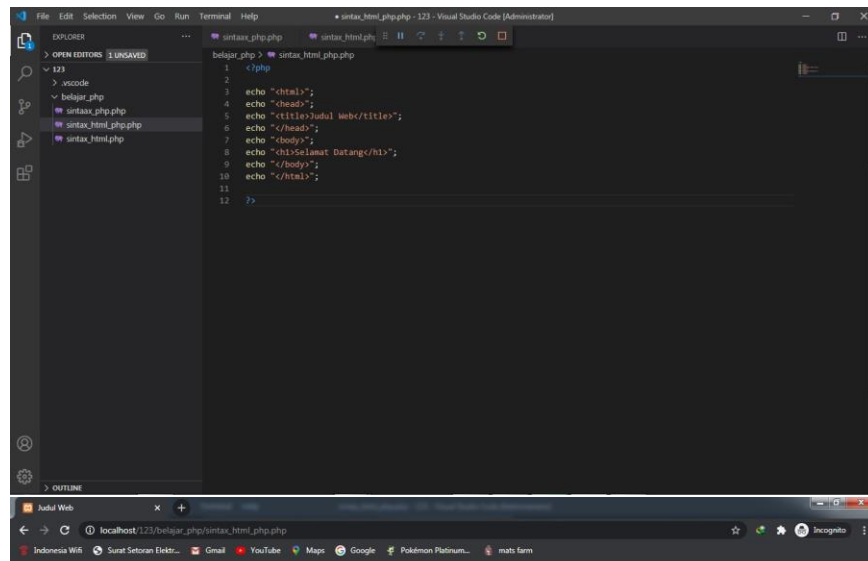 File Edit Selection View Go Run Terminal Help
● sintax_html_php.php - 123 - Visual Studio Code [Administrator]
EXPLORER
sintaax_php.php
sintax_html.php
> OPEN EDITORS 1 UNSAVED
belajar_php > sintax_html_php.php
123
> .vscode
belajar_php
sintaax_php.php
sintax_html_php.php
sintax_html.php
1 <?php
2
3 echo "<html>";
4 echo "<head>";
5 echo "<title>Judul Web</title>";
6 echo "</head>";
7 echo "<body>";
8 echo "<h1>Selamat Datang</h1>";
9 echo "</body>";
10 echo "</html>";
11
12 ?>
> OUTLINE
Judul Web
localhost/123/belajar_php/sintax_html_php.php
Incognito
Indonesia Wifi Surat Setoran Elektr... Gmail YouTube Maps Google Pokémon Platinum... mats farm